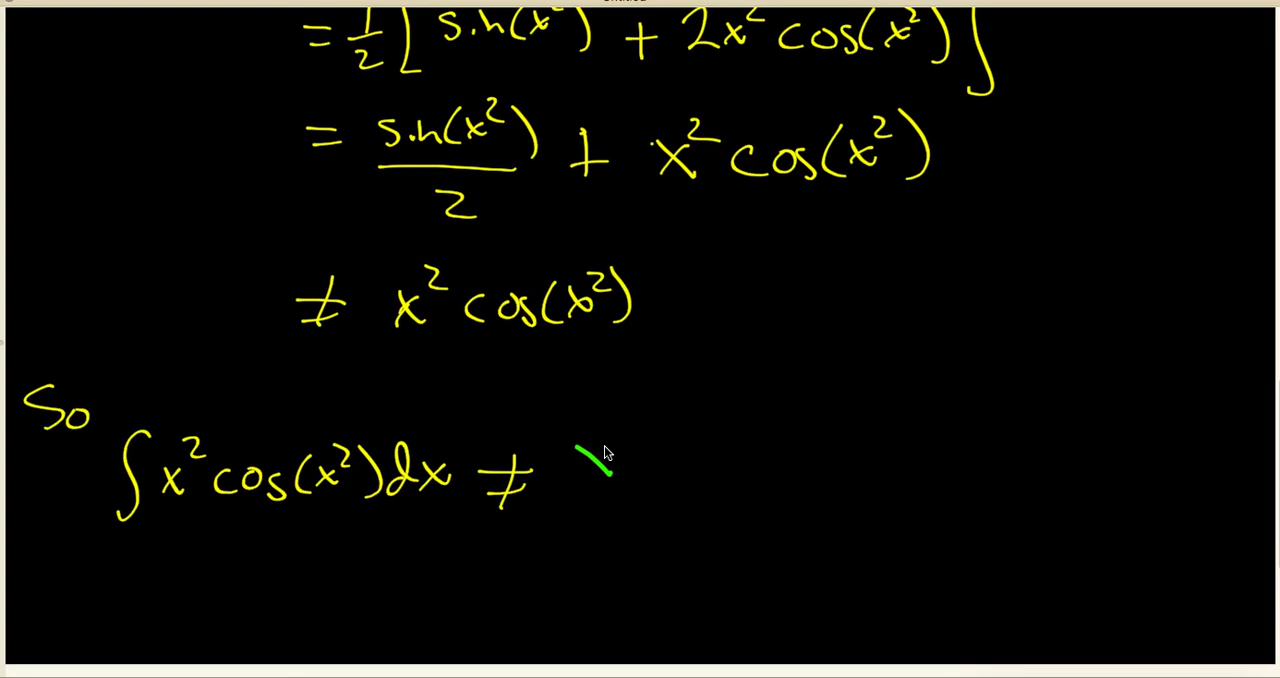 = 1/2 [ sin(x²) + 2x² cos(x²) ]
= sin(x²)/2 + x² cos(x²)
≠ x² cos(x²)
So
∫ x² cos(x²) dx ≠